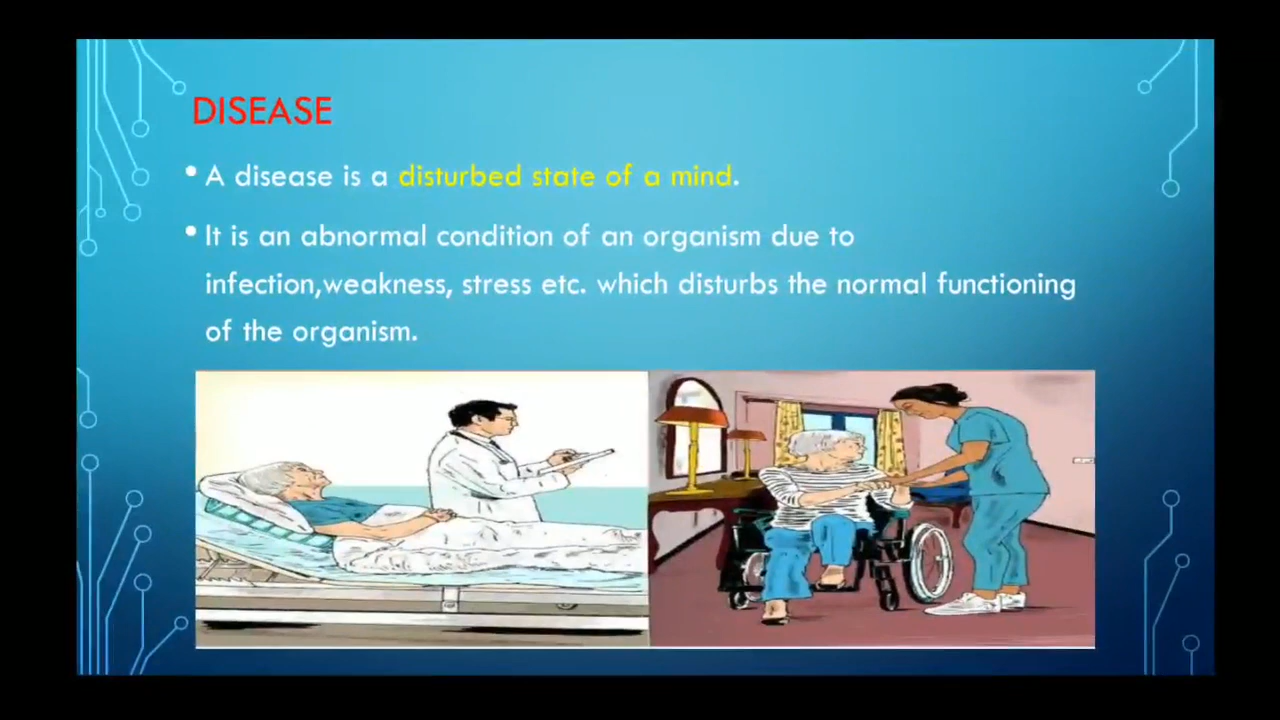 DISEASE
• A disease is a disturbed state of a mind.
• It is an abnormal condition of an organism due to
infection,weakness, stress etc. which disturbs the normal functioning
of the organism.